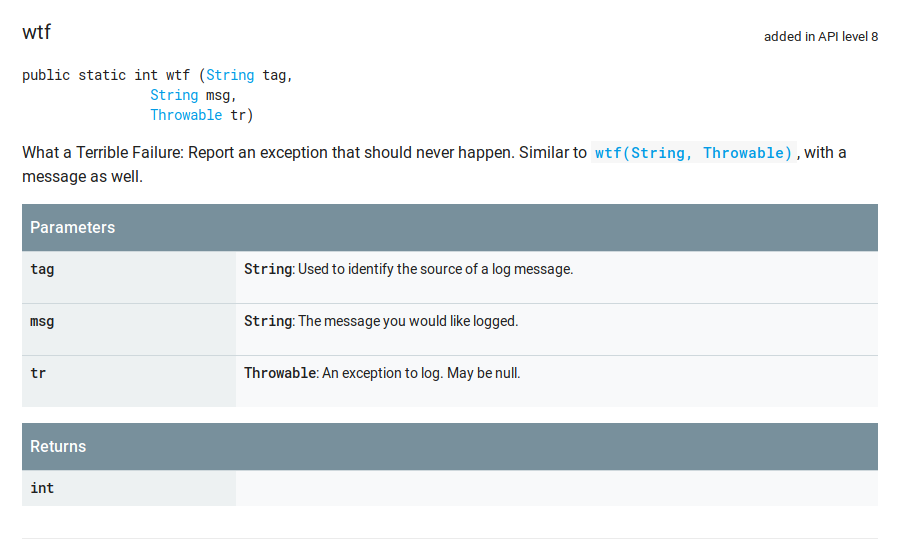 wtf
added in API level 8
public static int wtf (String tag,
String msg,
Throwable tr)
What a Terrible Failure: Report an exception that should never happen. Similar to wtf(String, Throwable), with a
message as well.
Parameters
tag String: Used to identify the source of a log message.
msg String: The message you would like logged.
tr Throwable: An exception to log. May be null.
Returns
int